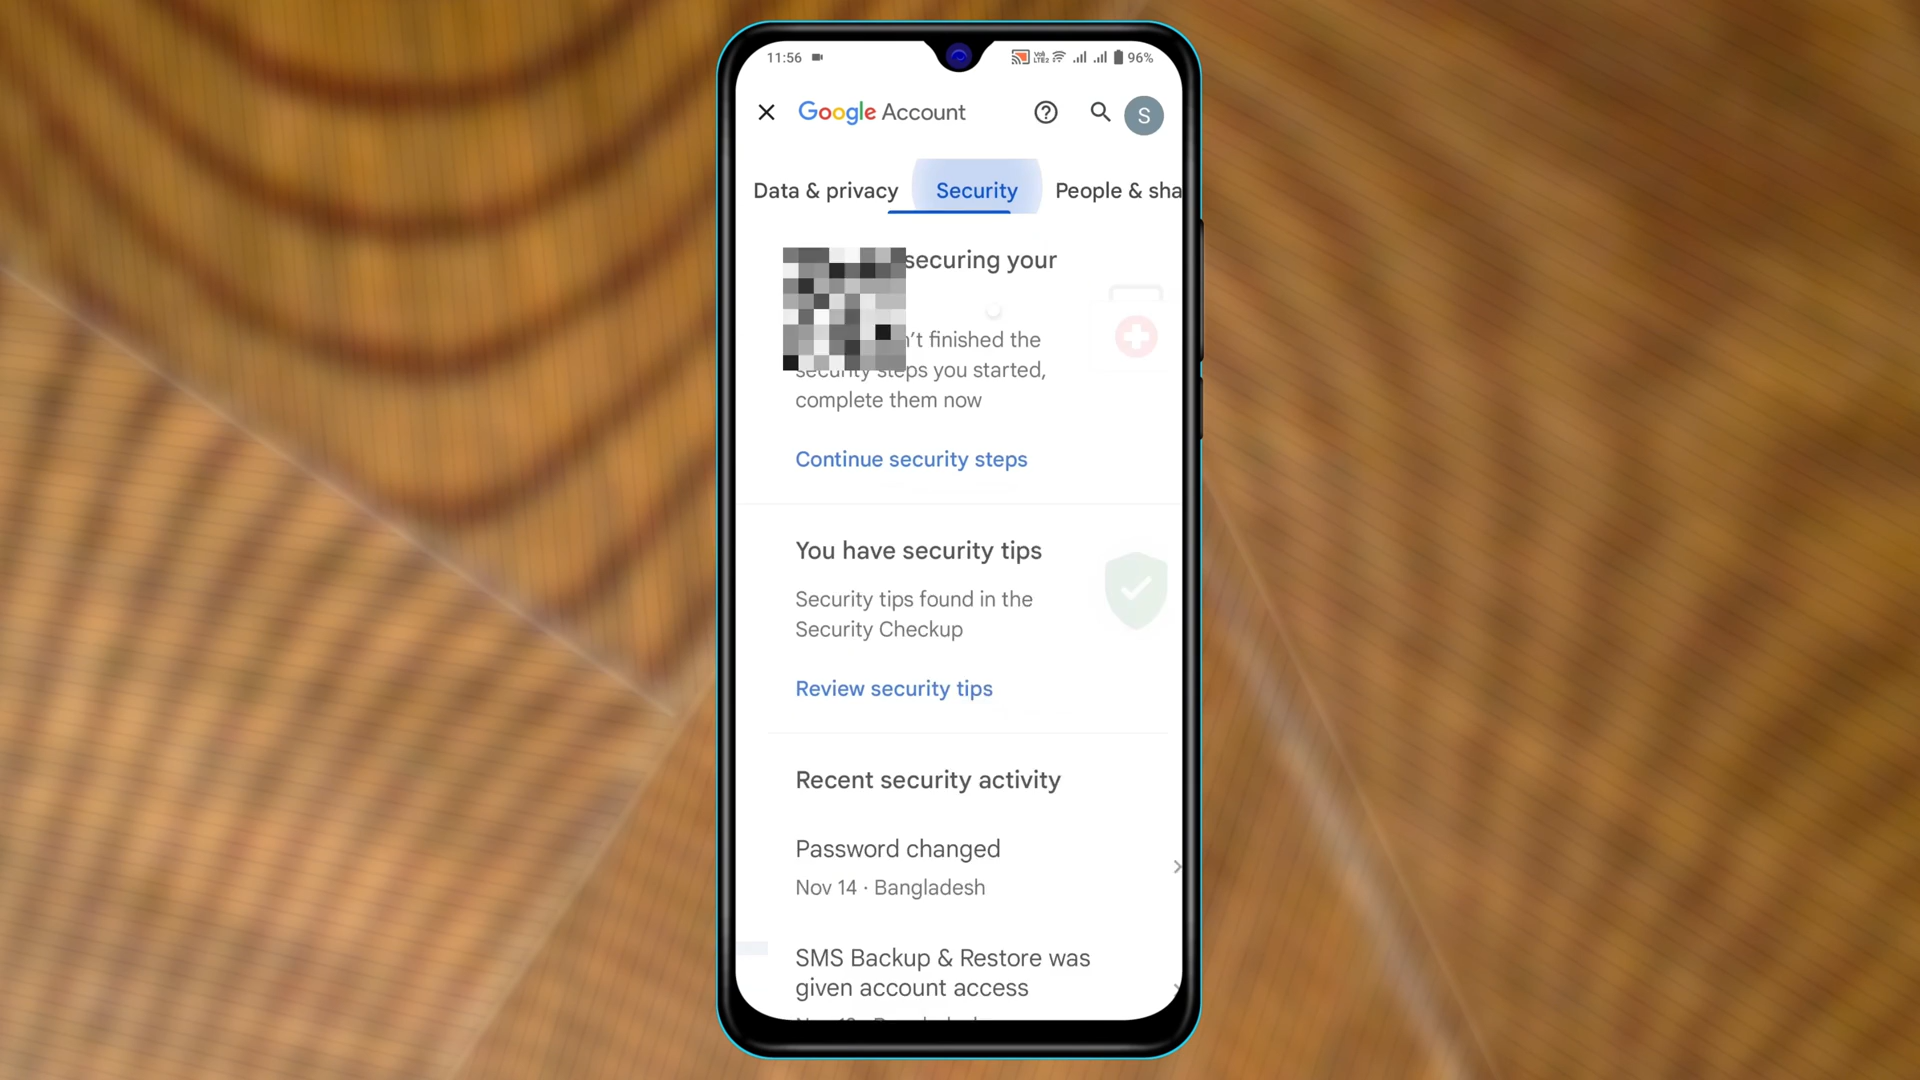 11:56
96%
Google Account
S
Data & privacy Security People & sha
securing your
n't finished the
security steps you started,
complete them now
Continue security steps
You have security tips
Security tips found in the
Security Checkup
Review security tips
Recent security activity
Password changed
Nov 14 · Bangladesh
SMS Backup & Restore was
given account access